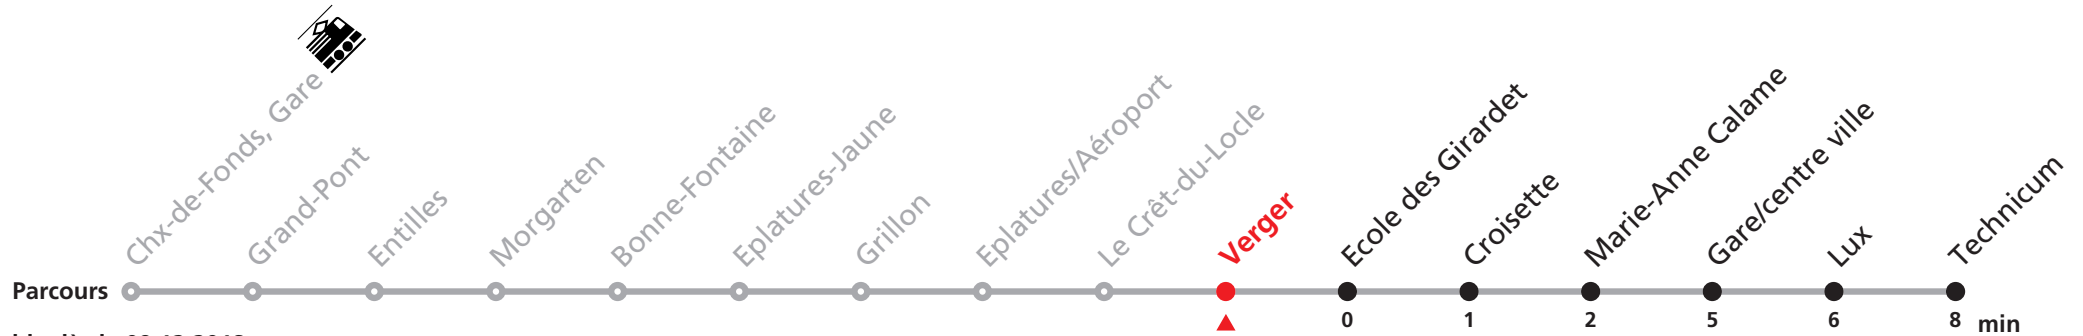 Chx-de-Fonds, Gare
Grand-Pont
Entilles
Morgarten
Bonne-Fontaine
Eplatures-Jaune
Grillon
Eplatures/Aéroport
Le Crêt-du-Locle
Verger
Ecole des Girardet
Croisette
Marie-Anne Calame
Gare/centre ville
Lux
Technicum
Parcours
0 1 2 5 6 8 min